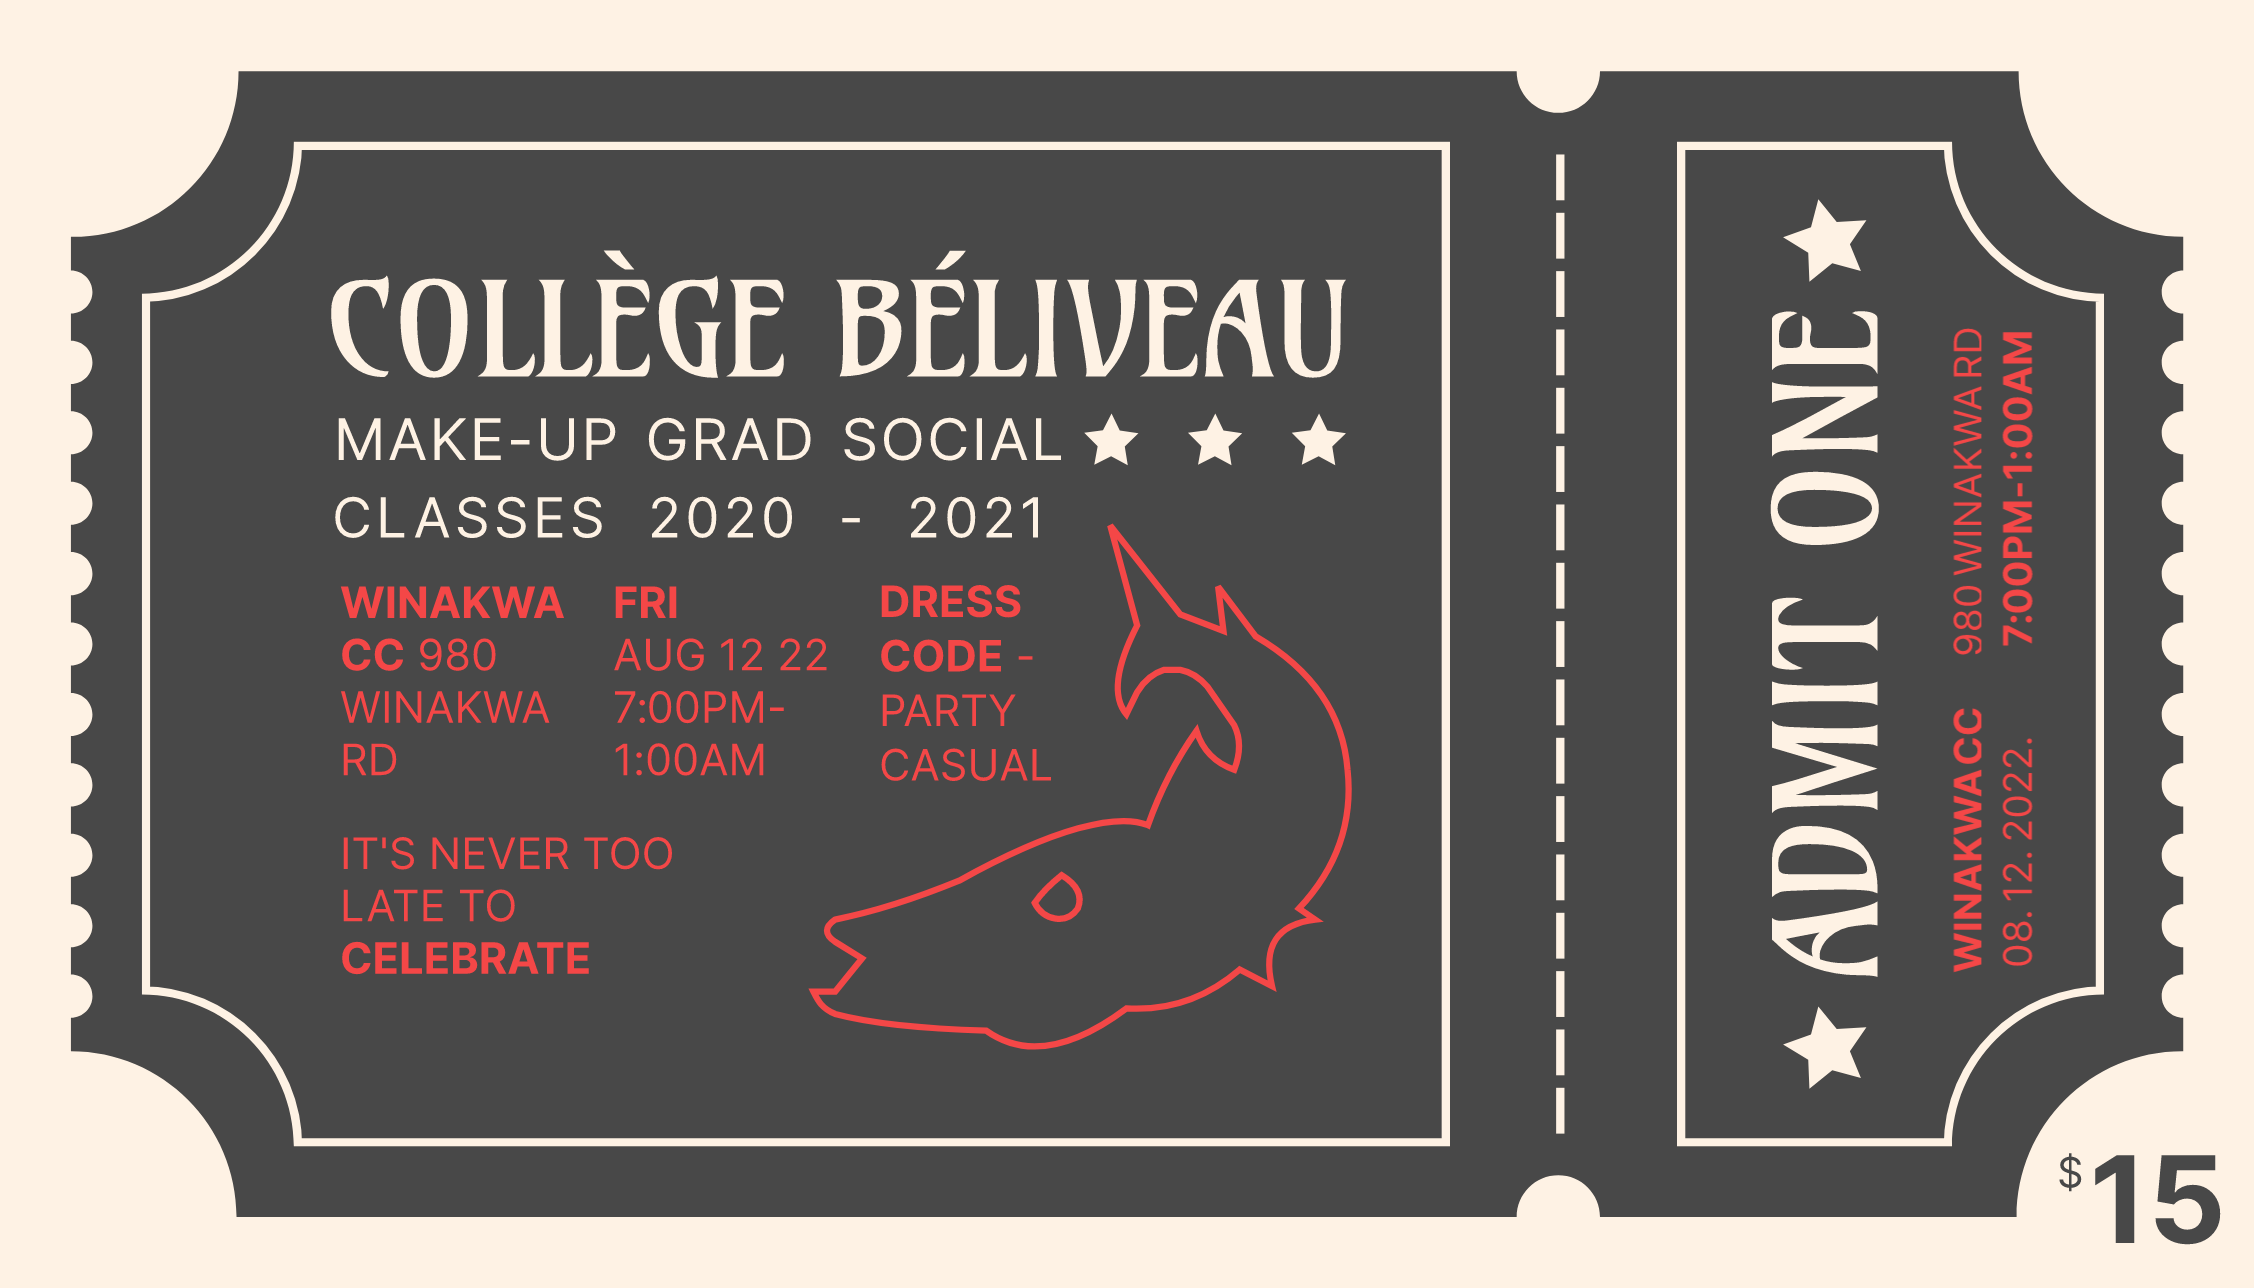 COLLÈGE BÉLIVEAU
MAKE-UP GRAD SOCIAL
CLASSES 2020 - 2021
WINAKWA
CC 980
WINAKWA
RD
FRI
AUG 12 22
7:00PM-
1:00AM
DRESS
CODE -
PARTY
CASUAL
IT'S NEVER TOO
LATE TO
CELEBRATE
ADMIT ONE
WINAKWACC 980 WINAKWA RD
08. 12. 2022. 7:00PM-1:00AM
$15